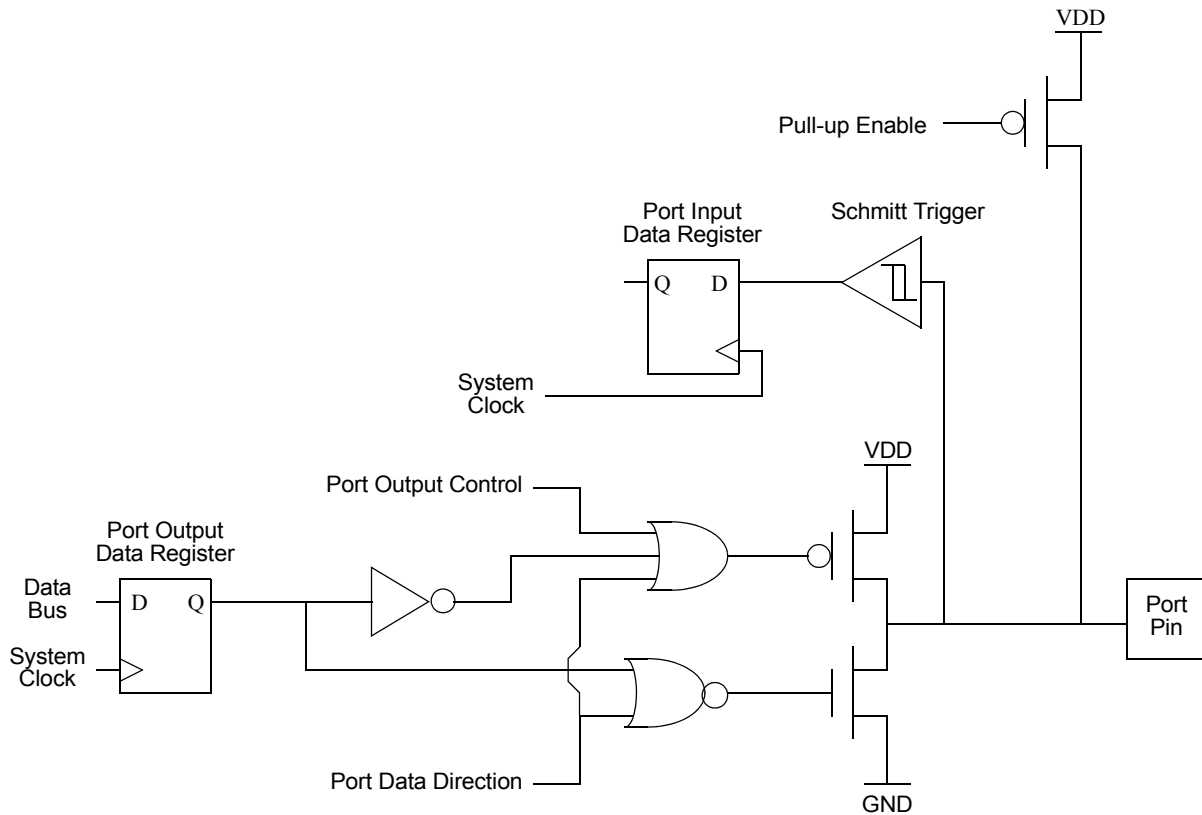 VDD
Pull-up Enable
Port Input
Data Register
Schmitt Trigger
Q
D
System
Clock
VDD
Port Output Control
Port Output
Data Register
Data
Bus
D
Q
System
Clock
Port
Pin
Port Data Direction
GND